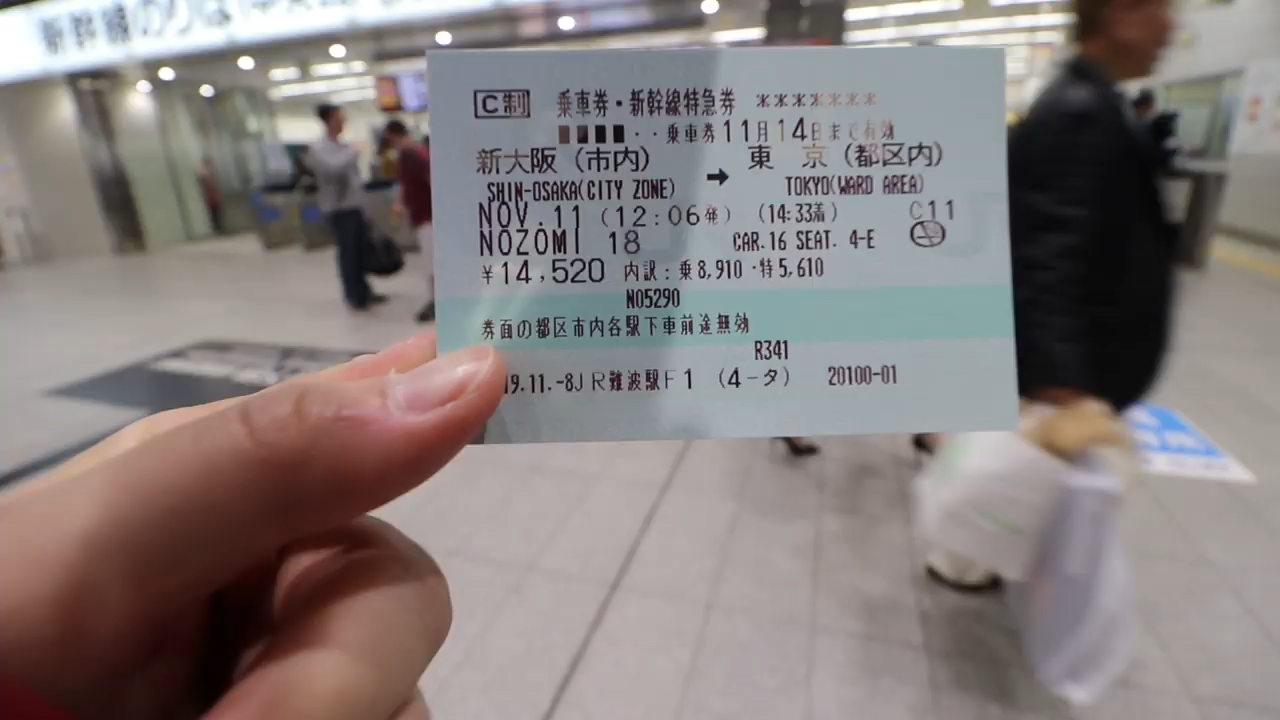 新幹線のりば
C制 乗車券・新幹線特急券 *******
■■■■・・乗車券11月14日まで有効
新大阪（市内） ➡ 東 京（都区内）
SHIN-OSAKA(CITY ZONE) TOKYO(WARD AREA)
NOV.11（12:06発）（14:33着） C11
NOZOMI 18 CAR.16 SEAT. 4-E
¥14,520 内訳：乗8,910・特5,610
N05290
券面の都区市内各駅下車前途無効
R341
19.11.-8JR難波駅F1 （4-タ） 20100-01